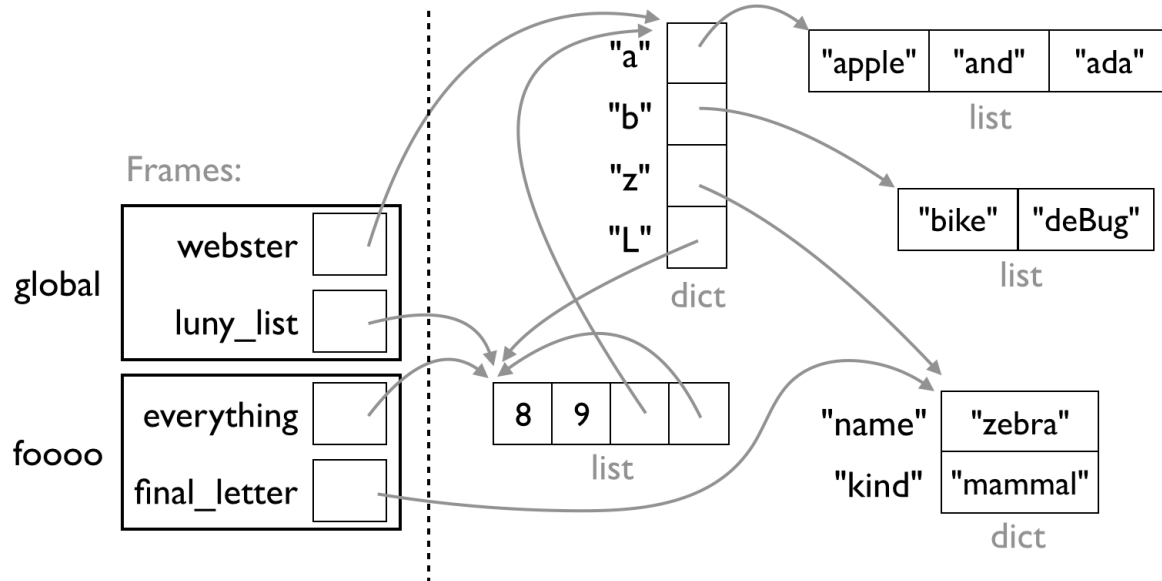 Frames:
global
webster
luny_list
foooo
everything
final_letter
"a"
"b"
"z"
"L"
dict
"apple" "and" "ada"
list
"bike" "deBug"
list
8 9
list
"name" "zebra"
"kind" "mammal"
dict